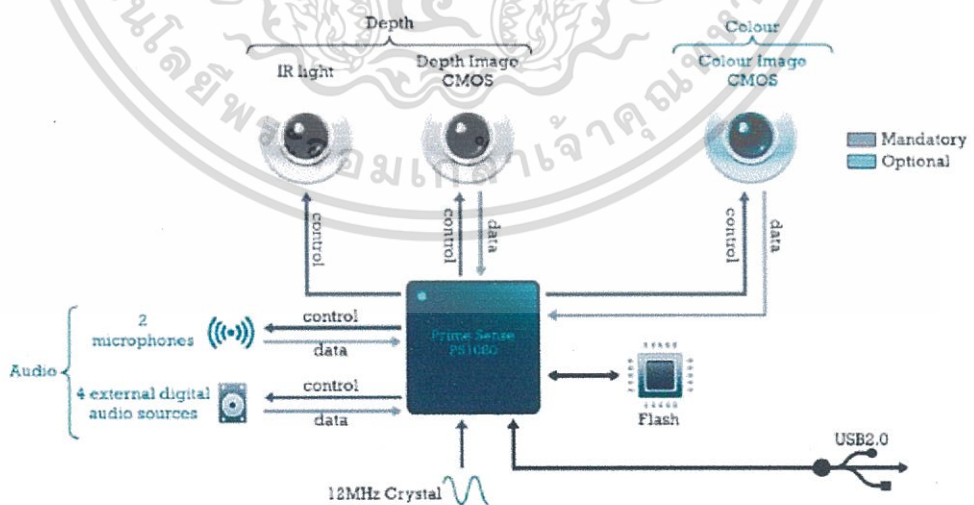 Depth
Colour
IR light
Depth Image
CMOS
Colour Image
CMOS
Mandatory
Optional
control
control
data
control
data
2
microphones
control
data
Prime Sense
PS1080
Audio
4 external digital
audio sources
control
data
Flash
USB2.0
12MHz Crystal